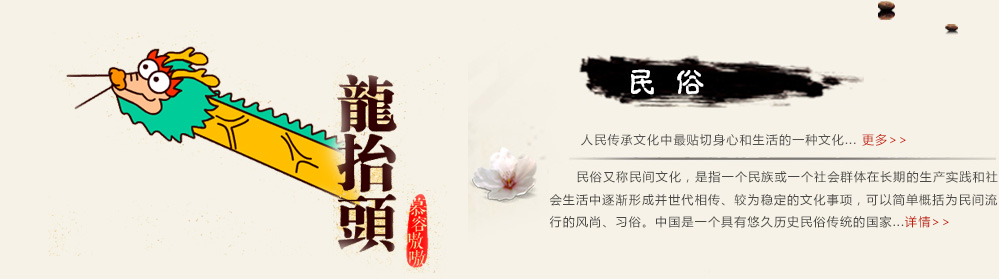 龍抬頭
慕容嗷嗷
民俗
人民传承文化中最贴切身心和生活的一种文化... 更多>>
民俗又称民间文化，是指一个民族或一个社会群体在长期的生产实践和社
会生活中逐渐形成并世代相传、较为稳定的文化事项，可以简单概括为民间流
行的风尚、习俗。中国是一个具有悠久历史民俗传统的国家...详情>>